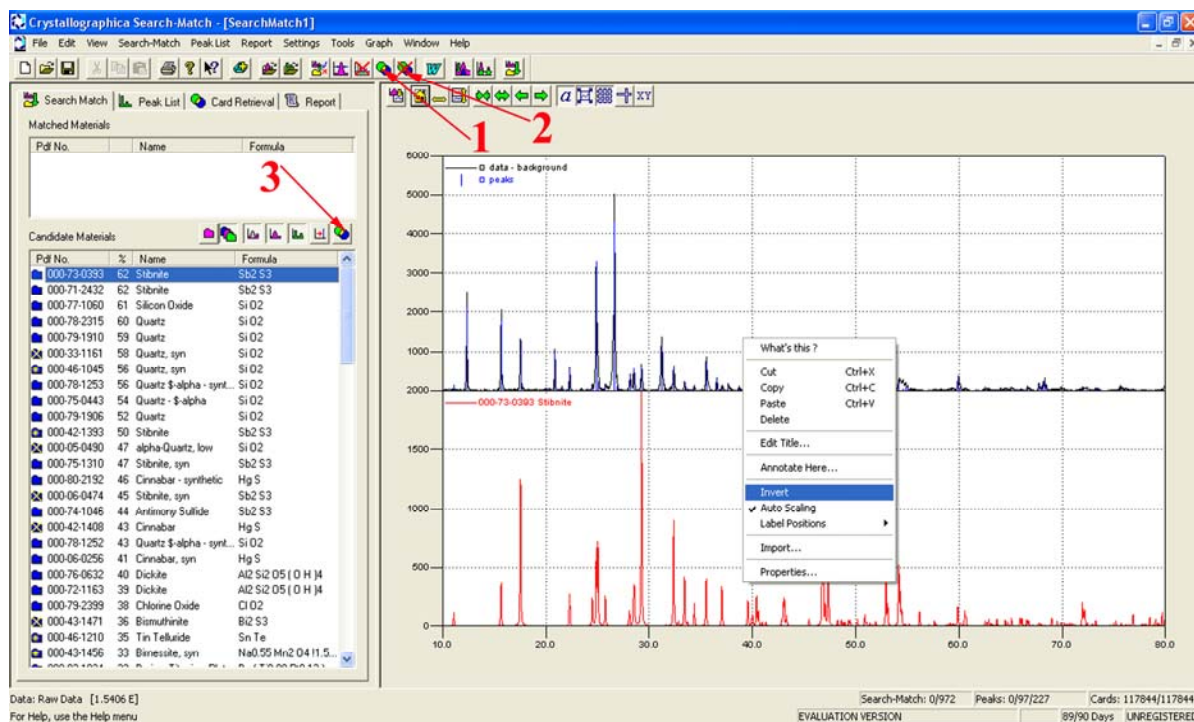 Crystallographica Search-Match - [SearchMatch1]
File Edit View Search-Match Peak List Report Settings Tools Graph Window Help
Search Match Peak List Card Retrieval Report
a XY
1 2
Matched Materials
Pdf No. Name Formula
3
Candidate Materials
Pdf No. % Name Formula
000-73-0393 62 Stibnite Sb2 S3
000-71-2432 62 Stibnite Sb2 S3
000-77-1060 61 Silicon Oxide Si O2
000-78-2315 60 Quartz Si O2
000-79-1910 59 Quartz Si O2
000-33-1161 58 Quartz, syn Si O2
000-46-1045 56 Quartz, syn Si O2
000-78-1253 56 Quartz $-alpha - synt... Si O2
000-75-0443 54 Quartz - $-alpha Si O2
000-79-1906 52 Quartz Si O2
000-42-1393 50 Stibnite Sb2 S3
000-05-0490 47 alpha-Quartz, low Si O2
000-75-1310 47 Stibnite, syn Sb2 S3
000-80-2192 46 Cinnabar - synthetic Hg S
000-06-0474 45 Stibnite, syn Sb2 S3
000-74-1046 44 Antimony Sulfide Sb2 S3
000-42-1408 43 Cinnabar Hg S
000-78-1252 43 Quartz $-alpha - synt... Si O2
000-06-0256 41 Cinnabar, syn Hg S
000-76-0632 40 Dickite Al2 Si2 O5 ( O H )4
000-72-1163 39 Dickite Al2 Si2 O5 ( O H )4
000-79-2399 38 Chlorine Oxide Cl O2
000-43-1471 36 Bismuthinite Bi2 S3
000-46-1210 35 Tin Telluride Sn Te
000-43-1456 33 Birnessite, syn Na0.55 Mn2 O4 !1.5...
6000
data - background
peaks
5000
4000
3000
2000
1000
2000
000-73-0393 Stibnite
1500
1000
500
0
10.0 20.0 30.0 40.0 50.0 60.0 70.0 80.0
What's this ?
Cut Ctrl+X
Copy Ctrl+C
Paste Ctrl+V
Delete
Edit Title...
Annotate Here...
Invert
Auto Scaling
Label Positions
Import...
Properties...
Data: Raw Data [1.5406 E]
Search-Match: 0/972 Peaks: 0/97/227 Cards: 117844/117844
For Help, use the Help menu
EVALUATION VERSION 89/90 Days UNREGISTERED